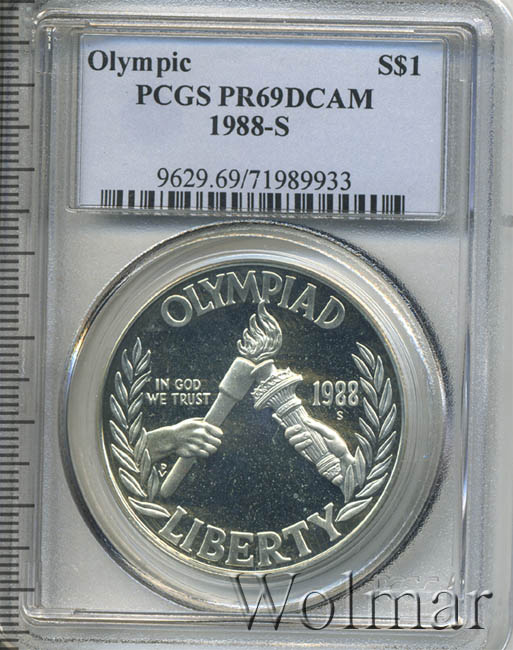 Olympic S$1
PCGS PR69DCAM
1988-S
9629.69/71989933
OLYMPIAD
IN GOD
WE TRUST
1988
S
LIBERTY
Wolmar